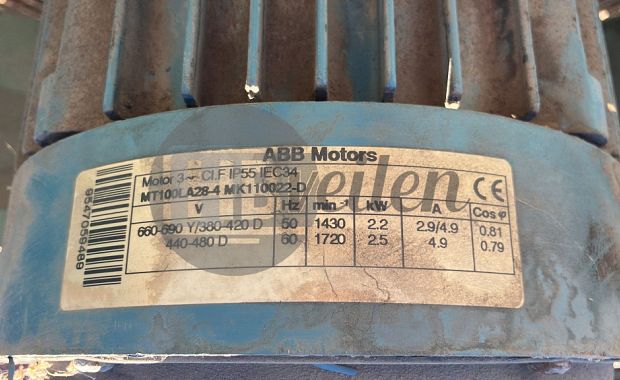 ABB Motors
Motor 3~ Cl.F IP55 IEC34
MT100LA28-4 MK110022-D
V Hz min⁻¹ kW A Cos φ
660-690 Y/380-420 D 50 1430 2.2 2.9/4.9 0.81
440-480 D 60 1720 2.5 4.9 0.79
CE
9547059489